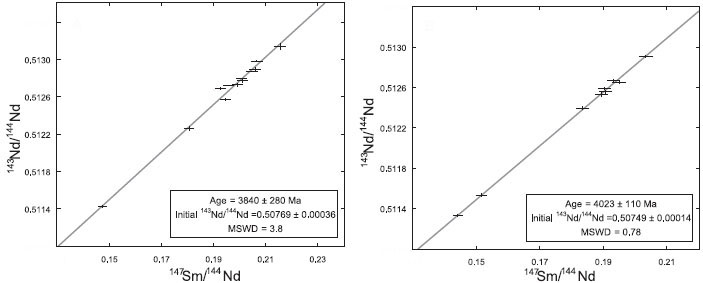 0,5130
0,5126
0,5122
0,5118
0,5114
143Nd/144Nd
Age = 3840 ± 280 Ma
Initial 143Nd/144Nd =0,50769 ± 0,00036
MSWD = 3.8
0,15 0,17 0,19 0,21 0,23
147Sm/144Nd
0,5130
0,5126
0,5122
0,5118
0,5114
143Nd/144Nd
Age = 4023 ± 110 Ma
Initial 143Nd/144Nd =0,50749 ± 0,00014
MSWD = 0,78
0,15 0,17 0,19 0,21
147Sm/144Nd